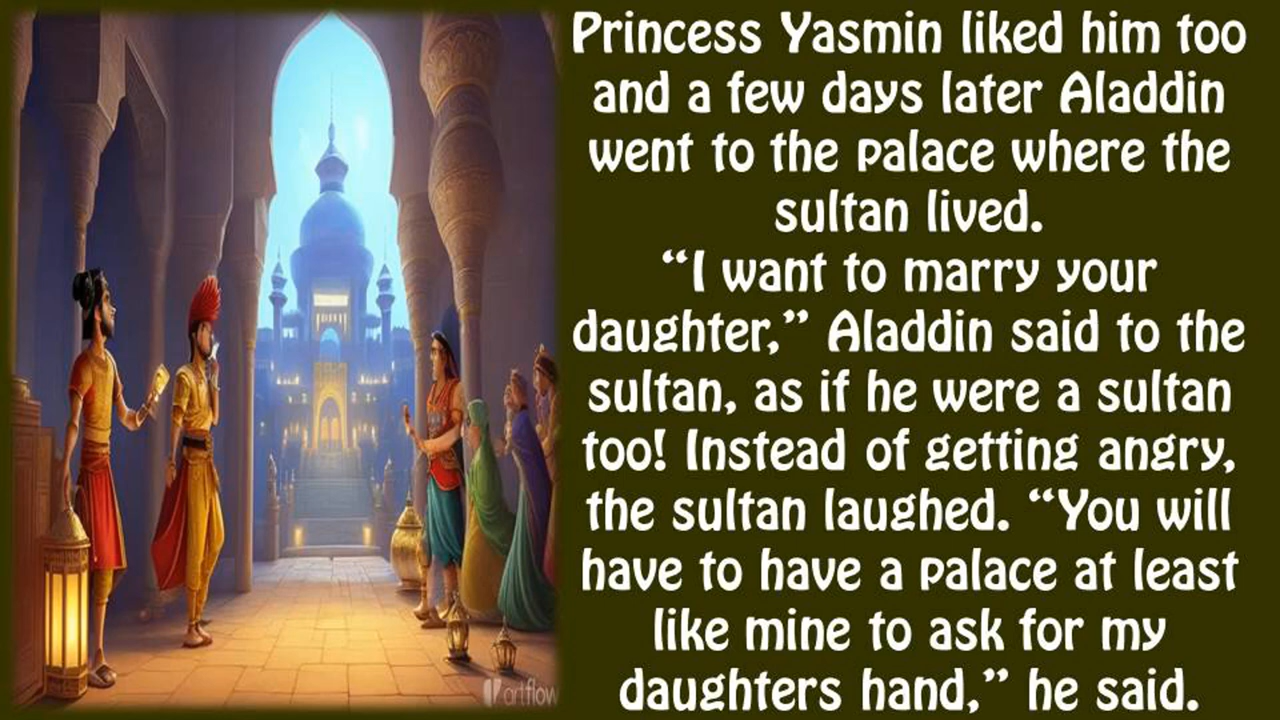 Princess Yasmin liked him too
and a few days later Aladdin
went to the palace where the
sultan lived.
“I want to marry your
daughter,” Aladdin said to the
sultan, as if he were a sultan
too! Instead of getting angry,
the sultan laughed. “You will
have to have a palace at least
like mine to ask for my
daughters hand,” he said.
artflow